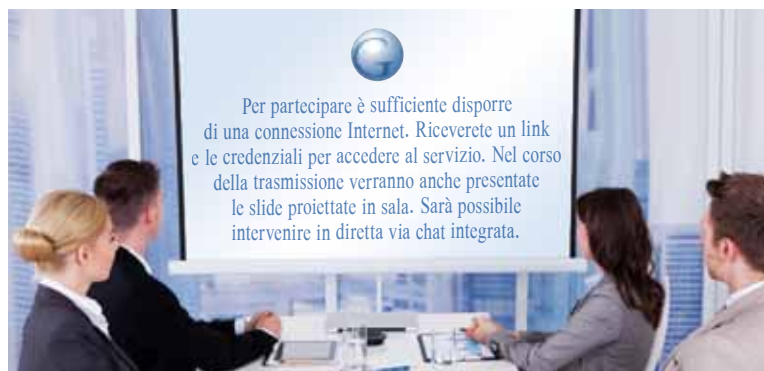 G
Per partecipare è sufficiente disporre
di una connessione Internet. Riceverete un link
e le credenziali per accedere al servizio. Nel corso
della trasmissione verranno anche presentate
le slide proiettate in sala. Sarà possibile
intervenire in diretta via chat integrata.